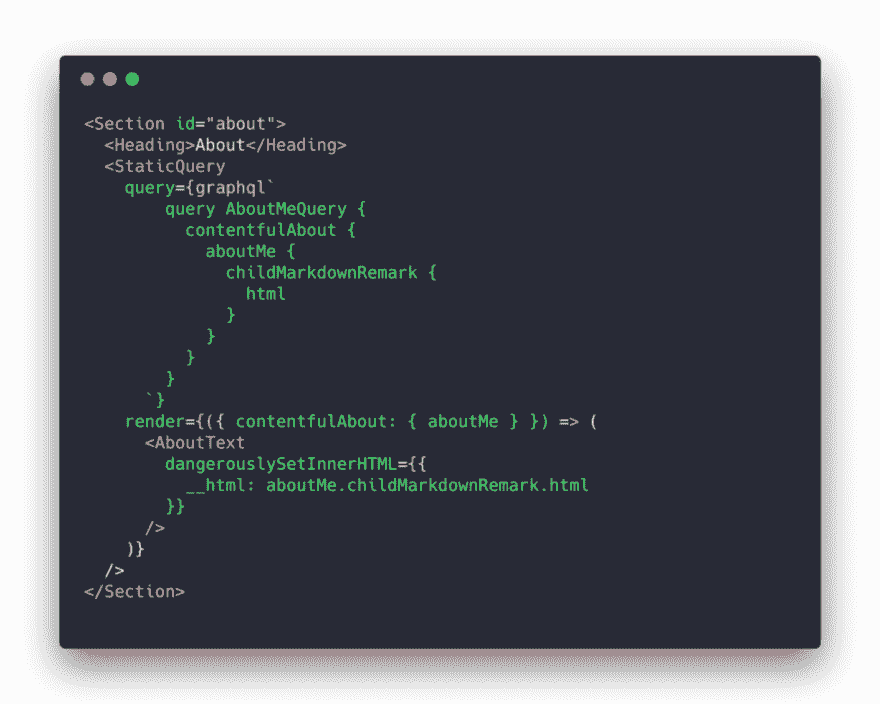 <Section id="about">
  <Heading>About</Heading>
  <StaticQuery
    query={graphql`
        query AboutMeQuery {
          contentfulAbout {
            aboutMe {
              childMarkdownRemark {
                html
              }
            }
          }
        }
      `}
    render={({ contentfulAbout: { aboutMe } }) => (
      <AboutText
        dangerouslySetInnerHTML={{
          __html: aboutMe.childMarkdownRemark.html
        }}
      />
    )}
  />
</Section>